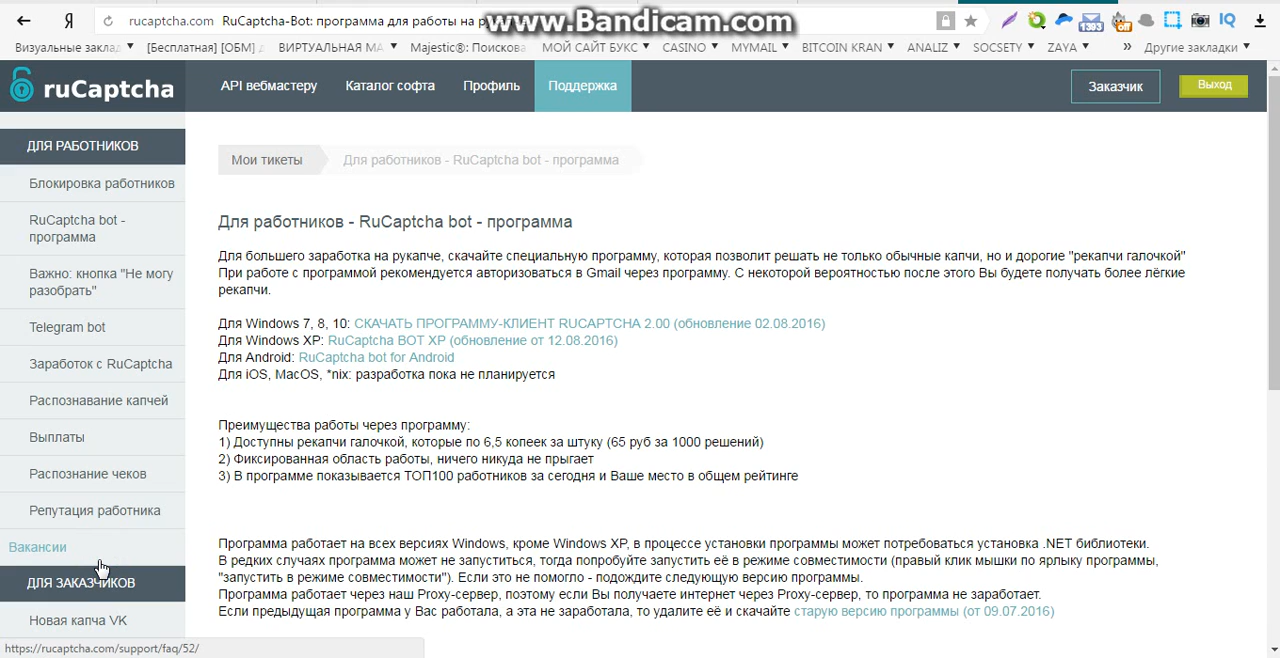 rucaptcha.com RuCaptcha-Bot: программа для работы на
www.Bandicam.com
1393
off
IQ
Визуальные заклад
[Бесплатная] [ОБМ]
ВИРТУАЛЬНАЯ МА
Majestic®: Поискова
МОЙ САЙТ БУКС
CASINO
MYMAIL
BITCOIN KRAN
ANALIZ
SOCSETY
ZAYA
»
Другие закладки
ruCaptcha
API вебмастеру
Каталог софта
Профиль
Поддержка
Заказчик
Выход
ДЛЯ РАБОТНИКОВ
Блокировка работников
RuCaptcha bot -
программа
Важно: кнопка "Не могу
разобрать"
Telegram bot
Заработок с RuCaptcha
Распознавание капчей
Выплаты
Распознание чеков
Репутация работника
Вакансии
ДЛЯ ЗАКАЗЧИКОВ
Новая капча VK
https://rucaptcha.com/support/faq/52/
Мои тикеты
Для работников - RuCaptcha bot - программа
Для работников - RuCaptcha bot - программа
Для большего заработка на рукапче, скачайте специальную программу, которая позволит решать не только обычные капчи, но и дорогие "рекапчи галочкой"
При работе с программой рекомендуется авторизоваться в Gmail через программу. С некоторой вероятностью после этого Вы будете получать более лёгкие
рекапчи.
Для Windows 7, 8, 10: СКАЧАТЬ ПРОГРАММУ-КЛИЕНТ RUCAPTCHA 2.00 (обновление 02.08.2016)
Для Windows XP: RuCaptcha BOT XP (обновление от 12.08.2016)
Для Android: RuCaptcha bot for Android
Для iOS, MacOS, *nix: разработка пока не планируется
Преимущества работы через программу:
1) Доступны рекапчи галочкой, которые по 6,5 копеек за штуку (65 руб за 1000 решений)
2) Фиксированная область работы, ничего никуда не прыгает
3) В программе показывается ТОП100 работников за сегодня и Ваше место в общем рейтинге
Программа работает на всех версиях Windows, кроме Windows XP, в процессе установки программы может потребоваться установка .NET библиотеки.
В редких случаях программа может не запуститься, тогда попробуйте запустить её в режиме совместимости (правый клик мышки по ярлыку программы,
"запустить в режиме совместимости"). Если это не помогло - подождите следующую версию программы.
Программа работает через наш Proxy-сервер, поэтому если Вы получаете интернет через Proxy-сервер, то программа не заработает.
Если предыдущая программа у Вас работала, а эта не заработала, то удалите её и скачайте старую версию программы (от 09.07.2016)